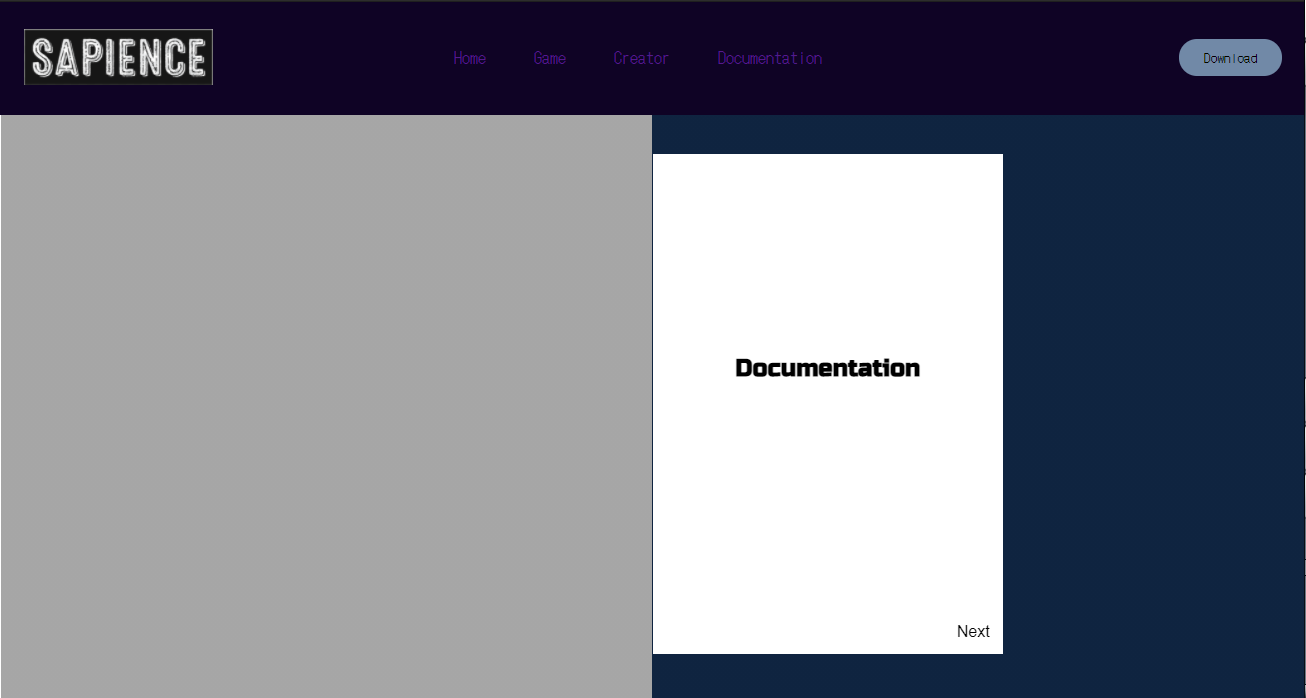 SAPIENCE
Home Game Creator Documentation
Download
Documentation
Next